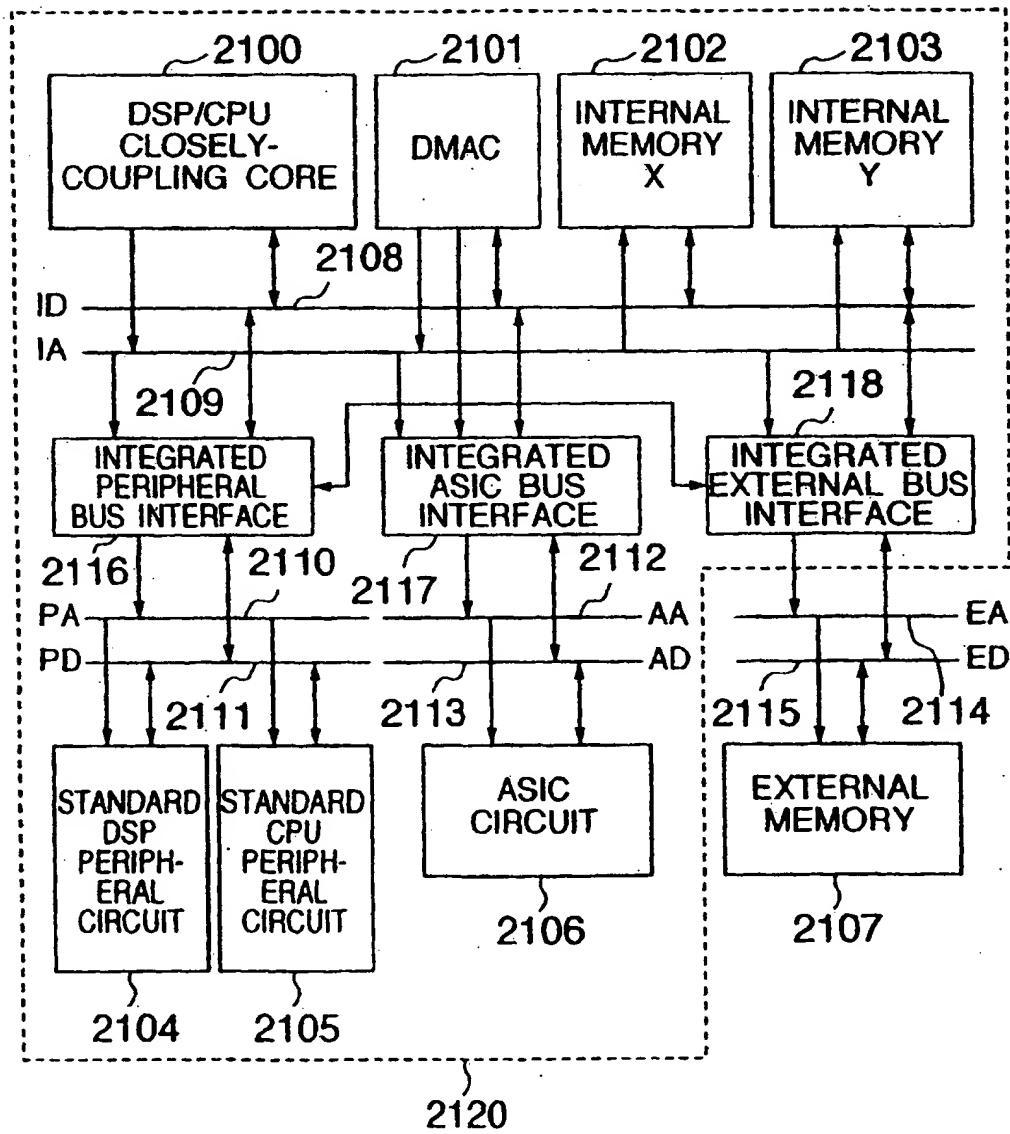 2100
2101
2102
2103
DSP/CPU
CLOSELY-
COUPLING CORE
DMAC
INTERNAL
MEMORY
X
INTERNAL
MEMORY
Y
2108
ID
IA
2109
2118
INTEGRATED
PERIPHERAL
BUS INTERFACE
INTEGRATED
ASIC BUS
INTERFACE
INTEGRATED
EXTERNAL BUS
INTERFACE
2116
2110
2117
2112
PA
AA
EA
PD
AD
ED
2111
2113
2115
2114
STANDARD
DSP
PERIPH-
ERAL
CIRCUIT
STANDARD
CPU
PERIPH-
ERAL
CIRCUIT
ASIC
CIRCUIT
EXTERNAL
MEMORY
2106
2107
2104
2105
2120